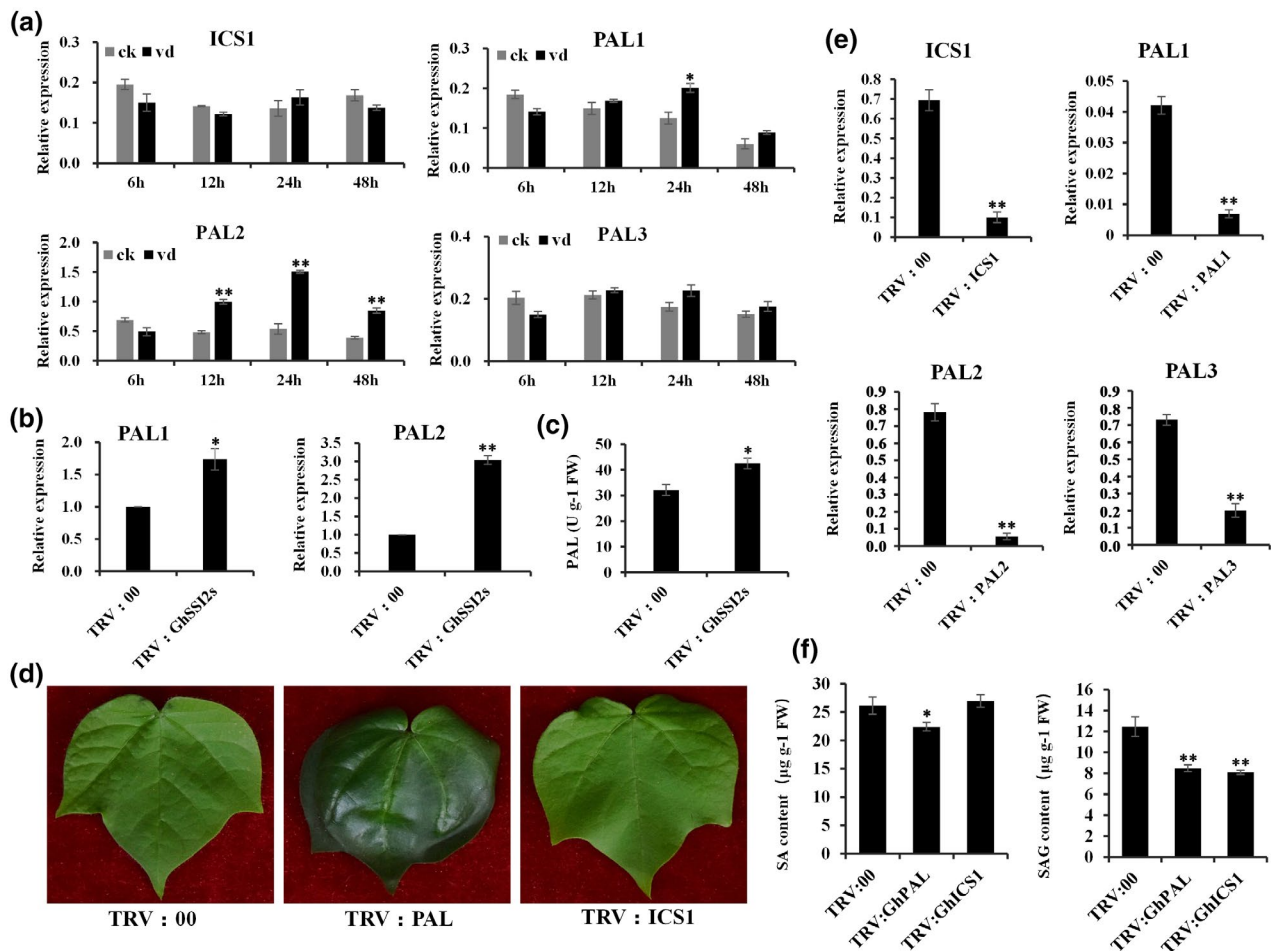 (a)
ICS1
ck vd
Relative expression
0.3
0.2
0.1
0.0
6h 12h 24h 48h
PAL1
ck vd
Relative expression
0.3
0.2
0.1
0.0
*
6h 12h 24h 48h
PAL2
ck vd
Relative expression
2.0
1.5
1.0
0.5
0.0
** ** **
6h 12h 24h 48h
PAL3
ck vd
Relative expression
0.4
0.2
0.0
6h 12h 24h 48h
(b)
PAL1
Relative expression
2.0
1.5
1.0
0.5
0.0
*
TRV：00
TRV：GhSSI2s
PAL2
Relative expression
3.5
3.0
2.5
2.0
1.5
1.0
0.5
0.0
**
TRV：00
TRV：GhSSI2s
(c)
PAL (U g-1 FW)
50
40
30
20
10
0
*
TRV：00
TRV：GhSSI2s
(d)
TRV：00
TRV：PAL
TRV：ICS1
(e)
ICS1
Relative expression
0.8
0.7
0.6
0.5
0.4
0.3
0.2
0.1
0
**
TRV：00
TRV：ICS1
PAL1
Relative expression
0.05
0.04
0.03
0.02
0.01
0
**
TRV：00
TRV：PAL1
PAL2
Relative expression
0.9
0.8
0.7
0.6
0.5
0.4
0.3
0.2
0.1
0.0
**
TRV：00
TRV：PAL2
PAL3
Relative expression
0.9
0.8
0.7
0.6
0.5
0.4
0.3
0.2
0.1
0
**
TRV：00
TRV：PAL3
(f)
SA content（µg g-1 FW)
30
25
20
15
10
5
0
*
TRV:00
TRV:GhPAL
TRV:GhICS1
SAG content（µg g-1 FW)
16
14
12
10
8
6
4
2
0
** **
TRV:00
TRV:GhPAL
TRV:GhICS1